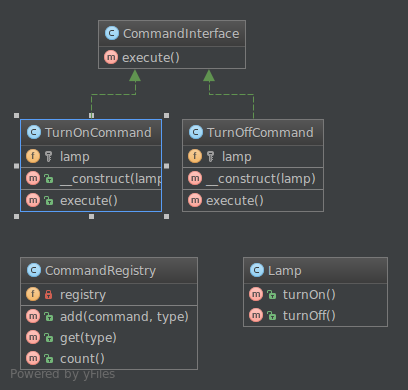 C CommandInterface
m execute()
C TurnOnCommand
f lamp
m __construct(lamp
m execute()
C TurnOffCommand
f lamp
m __construct(lamp)
m execute()
C CommandRegistry
f registry
m add(command, type)
m get(type)
m count()
C Lamp
m turnOn()
m turnOff()
Powered by yFiles